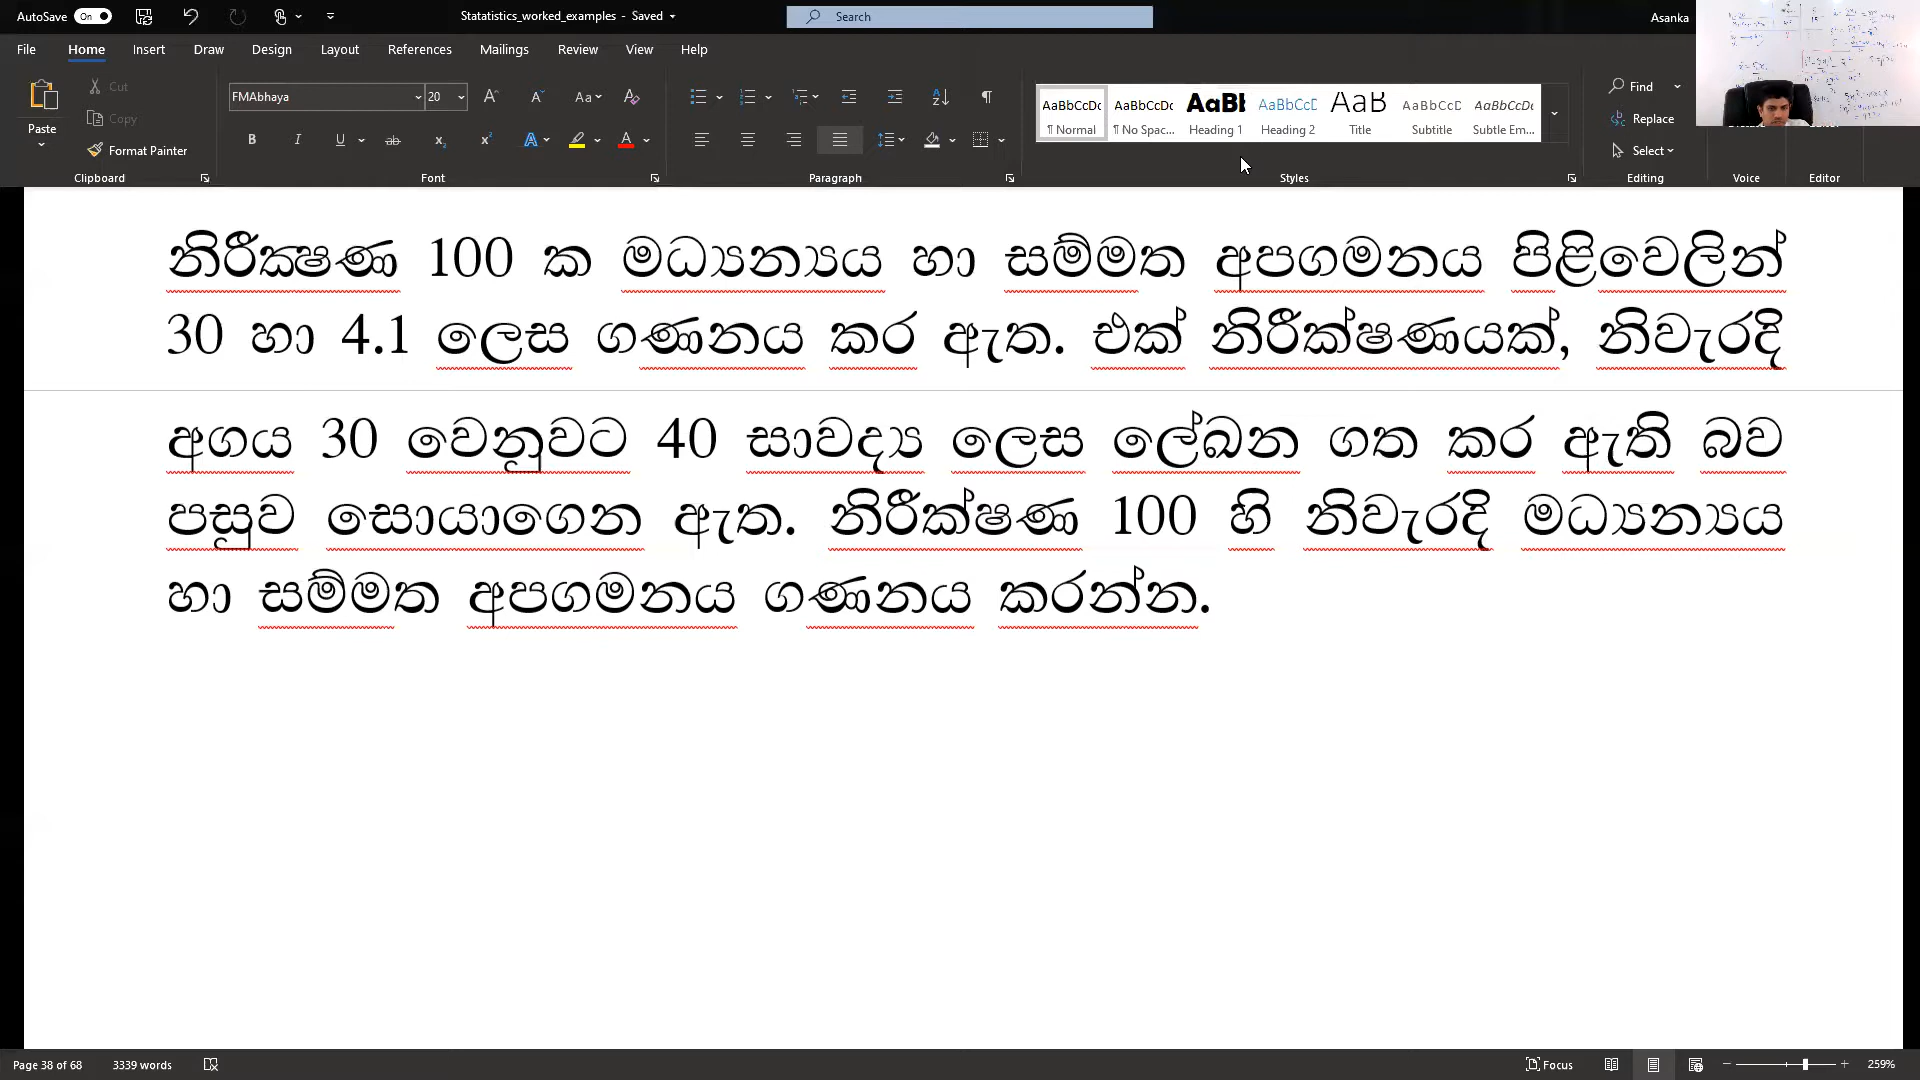 AutoSave On Statatistics_worked_examples - Saved Search Asanka
File Home Insert Draw Design Layout References Mailings Review View Help
Paste Cut Copy Format Painter
FMAbhaya 20
AaBbCcDc ¶ Normal AaBbCcDc ¶ No Spac... AaBl Heading 1 AaBbCcD Heading 2 AaB Title AaBbCcD Subtitle AaBbCcDc Subtle Em...
Find Replace Select
Clipboard Font Paragraph Styles Editing Voice Editor
නිරීක්‍ෂණ 100 ක මධ්‍යන්‍යය හා සම්මත අපගමනය පිළිවෙලින්
30 හා 4.1 ලෙස ගණනය කර ඇත. එක් නිරීක්ෂණයක්, නිවැරදි
අගය 30 වෙනුවට 40 සාවද්‍ය ලෙස ලේඛන ගත කර ඇති බව
පසුව සොයාගෙන ඇත. නිරීක්ෂණ 100 හි නිවැරදි මධ්‍යන්‍යය
හා සම්මත අපගමනය ගණනය කරන්න.
Page 38 of 68 3339 words Focus 259%